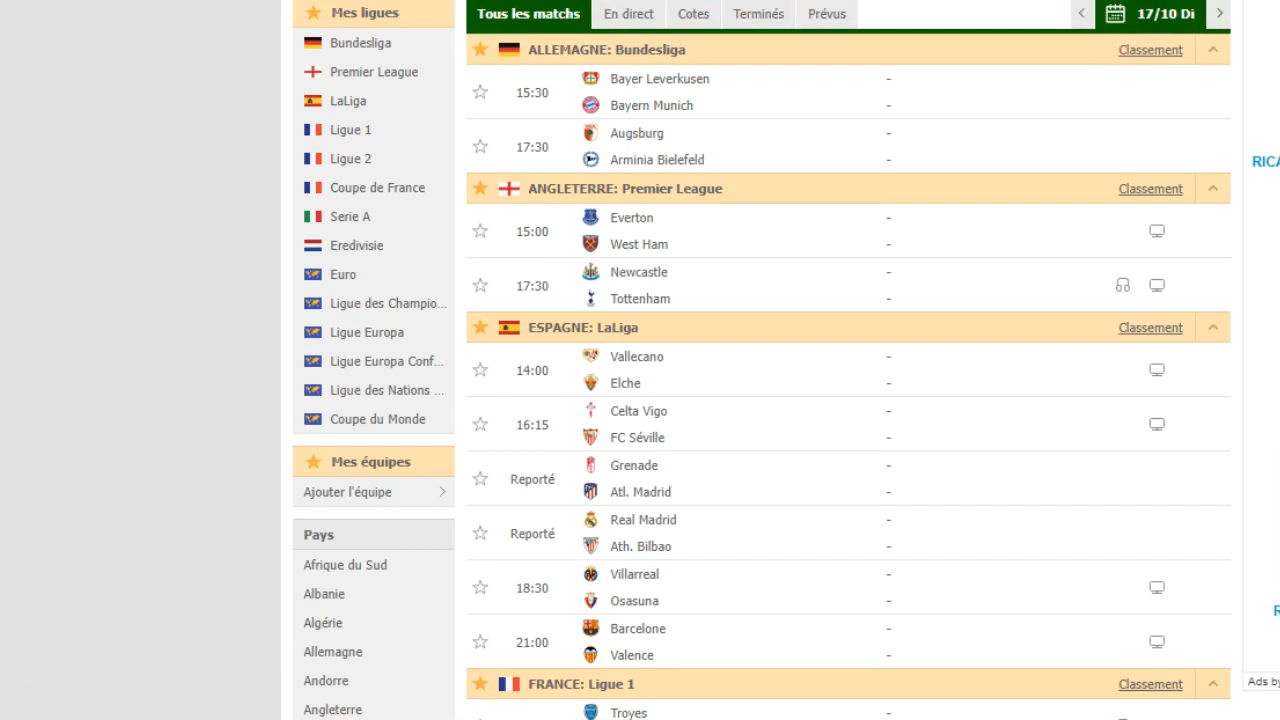 Mes ligues
Bundesliga
Premier League
LaLiga
Ligue 1
Ligue 2
Coupe de France
Serie A
Eredivisie
Euro
Ligue des Champio...
Ligue Europa
Ligue Europa Conf...
Ligue des Nations ...
Coupe du Monde
Mes équipes
Ajouter l'équipe
Pays
Afrique du Sud
Albanie
Algérie
Allemagne
Andorre
Angleterre
Tous les matchs En direct Cotes Terminés Prévus 17/10 Di
ALLEMAGNE: Bundesliga Classement
15:30
Bayer Leverkusen -
Bayern Munich -
17:30
Augsburg -
Arminia Bielefeld -
ANGLETERRE: Premier League Classement
15:00
Everton -
West Ham -
17:30
Newcastle -
Tottenham -
ESPAGNE: LaLiga Classement
14:00
Vallecano -
Elche -
16:15
Celta Vigo -
FC Séville -
Reporté
Grenade -
Atl. Madrid -
Reporté
Real Madrid -
Ath. Bilbao -
18:30
Villarreal -
Osasuna -
21:00
Barcelone -
Valence -
FRANCE: Ligue 1 Classement
Troyes -
RICA
R
Ads by